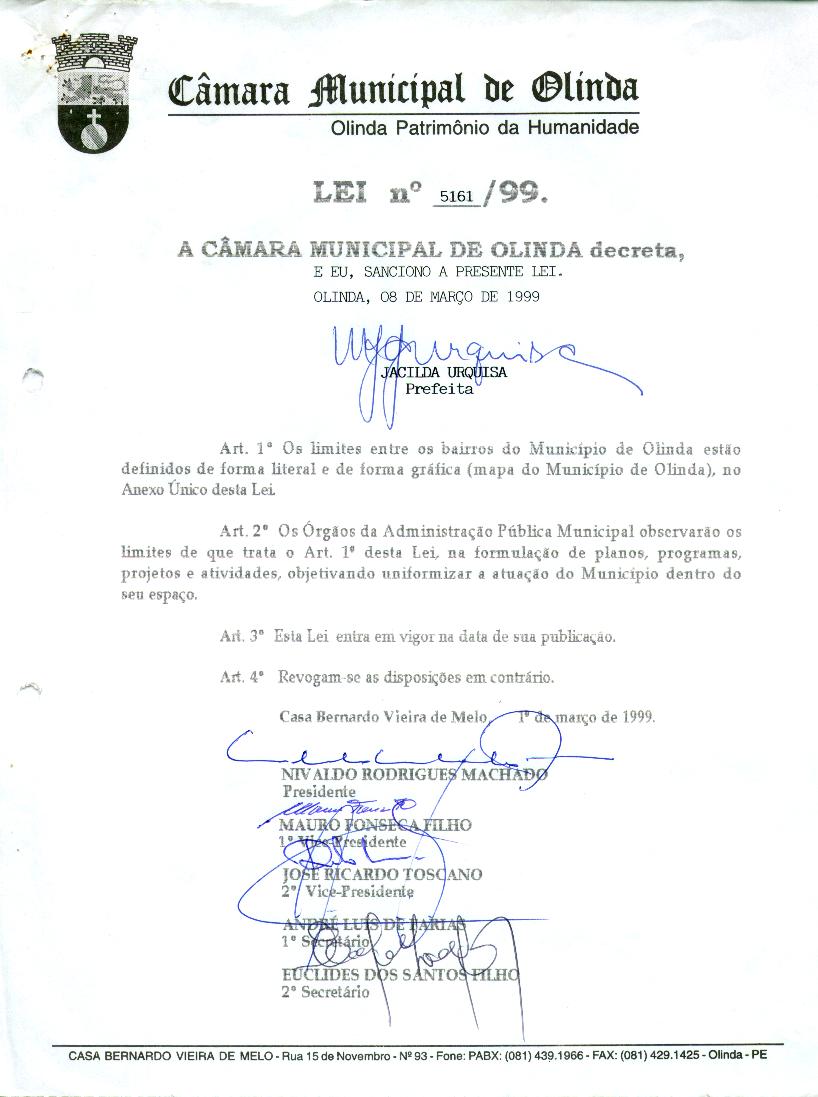 Câmara Municipal de Olinda
Olinda Patrimônio da Humanidade
LEI nº 5161/99.
A CÂMARA MUNICIPAL DE OLINDA decreta,
E EU, SANCIONO A PRESENTE LEI.
OLINDA, 08 DE MARÇO DE 1999
JACILDA URQUISA
Prefeita
Art. 1º Os limites entre os bairros do Município de Olinda estão
definidos de forma literal e de forma gráfica (mapa do Município de Olinda), no
Anexo Único desta Lei.
Art. 2º Os Órgãos da Administração Pública Municipal observarão os
limites de que trata o Art. 1º desta Lei, na formulação de planos, programas,
projetos e atividades, objetivando uniformizar a atuação do Município dentro do
seu espaço.
Art. 3º Esta Lei entra em vigor na data de sua publicação.
Art. 4º Revogam-se as disposições em contrário.
Casa Bernardo Vieira de Melo, 1º de março de 1999.
NIVALDO RODRIGUES MACHADO
Presidente
MAURO FONSECA FILHO
1º Vice-Presidente
JOSÉ RICARDO TOSCANO
2º Vice-Presidente
ANDRÉ LUIS DE FARIAS
1º Secretário
EUCLIDES DOS SANTOS FILHO
2º Secretário
CASA BERNARDO VIEIRA DE MELO - Rua 15 de Novembro - Nº 93 - Fone: PABX: (081) 439.1966 - FAX: (081) 429.1425 - Olinda - PE